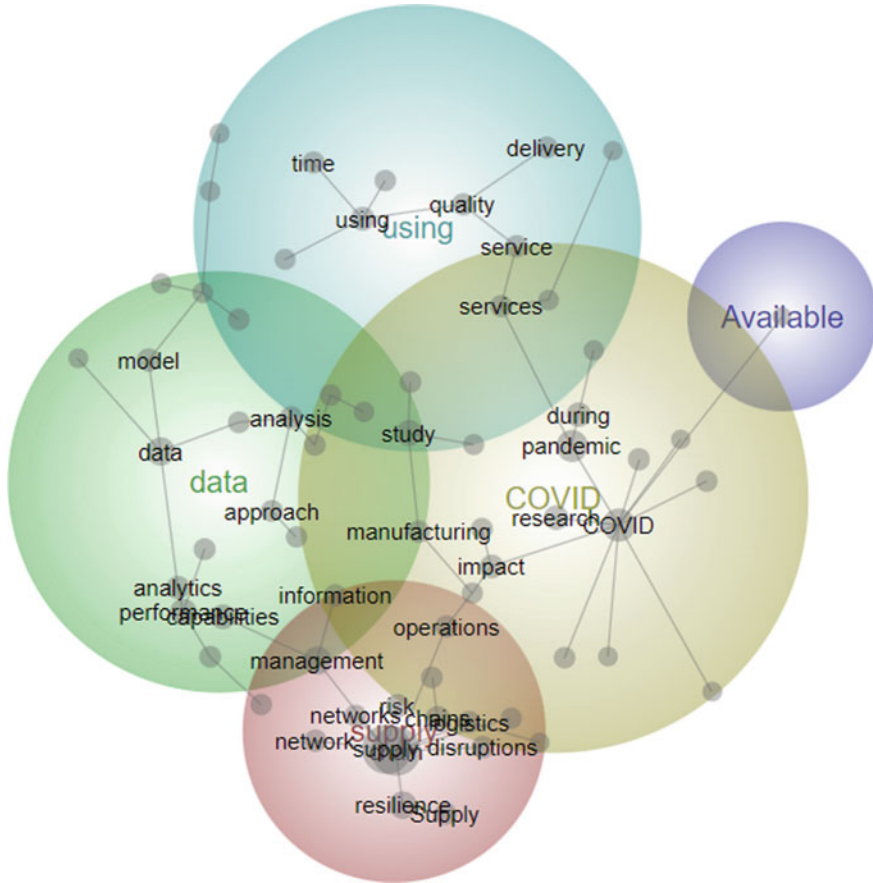 delivery
time
quality
using
using
service
services
Available
model
during
analysis
study
pandemic
data
data
COVID
approach
research
COVID
manufacturing
impact
analytics
information
performance
capabilities
operations
management
risk
networks
chains
logistics
supply
network
supply
disruptions
resilience
Supply